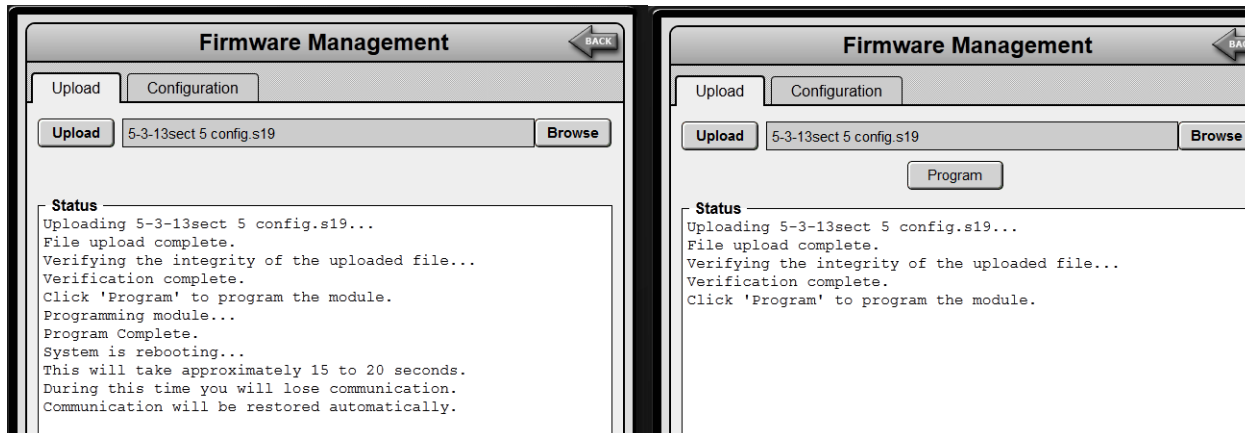 Firmware Management
BACK
Upload
Configuration
Upload
5-3-13sect 5 config.s19
Browse
Status
Uploading 5-3-13sect 5 config.s19...
File upload complete.
Verifying the integrity of the uploaded file...
Verification complete.
Click 'Program' to program the module.
Programming module...
Program Complete.
System is rebooting...
This will take approximately 15 to 20 seconds.
During this time you will lose communication.
Communication will be restored automatically.
Firmware Management
Upload
Configuration
Upload
5-3-13sect 5 config.s19
Browse
Program
Status
Uploading 5-3-13sect 5 config.s19...
File upload complete.
Verifying the integrity of the uploaded file...
Verification complete.
Click 'Program' to program the module.